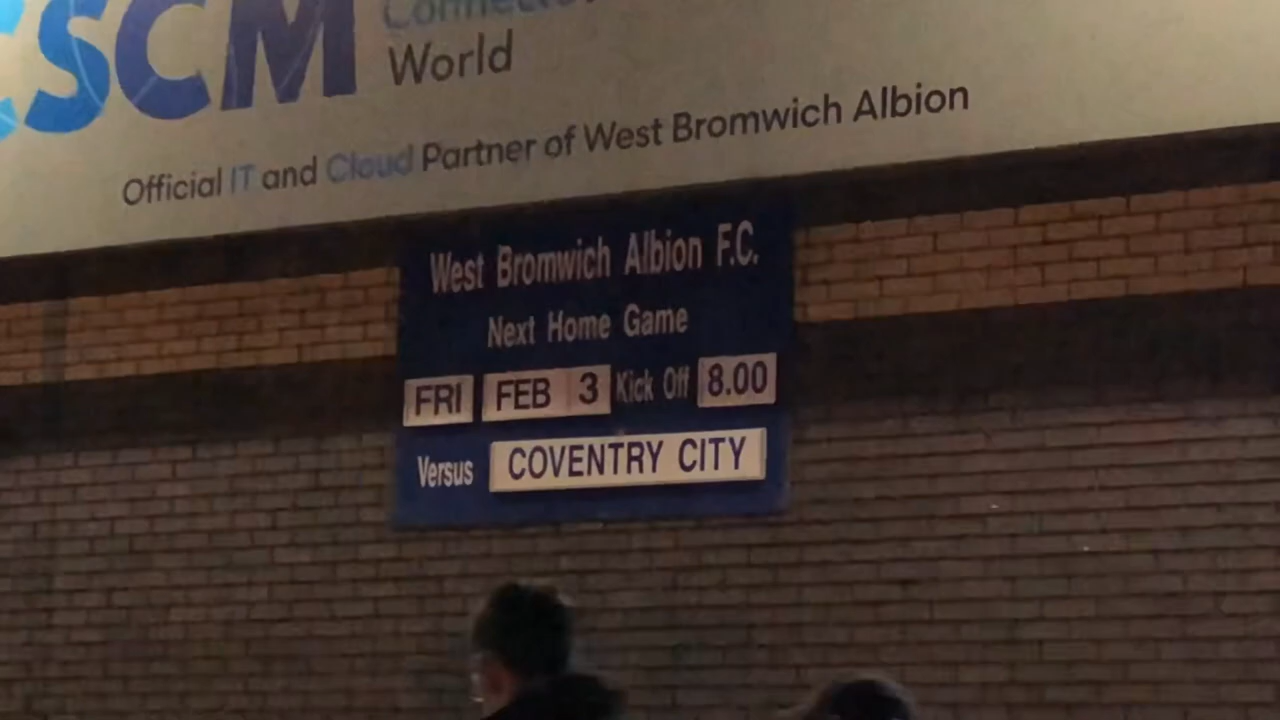 SCM
World
Official IT and Cloud Partner of West Bromwich Albion
West Bromwich Albion F.C.
Next Home Game
FRI FEB 3 Kick Off 8.00
Versus COVENTRY CITY